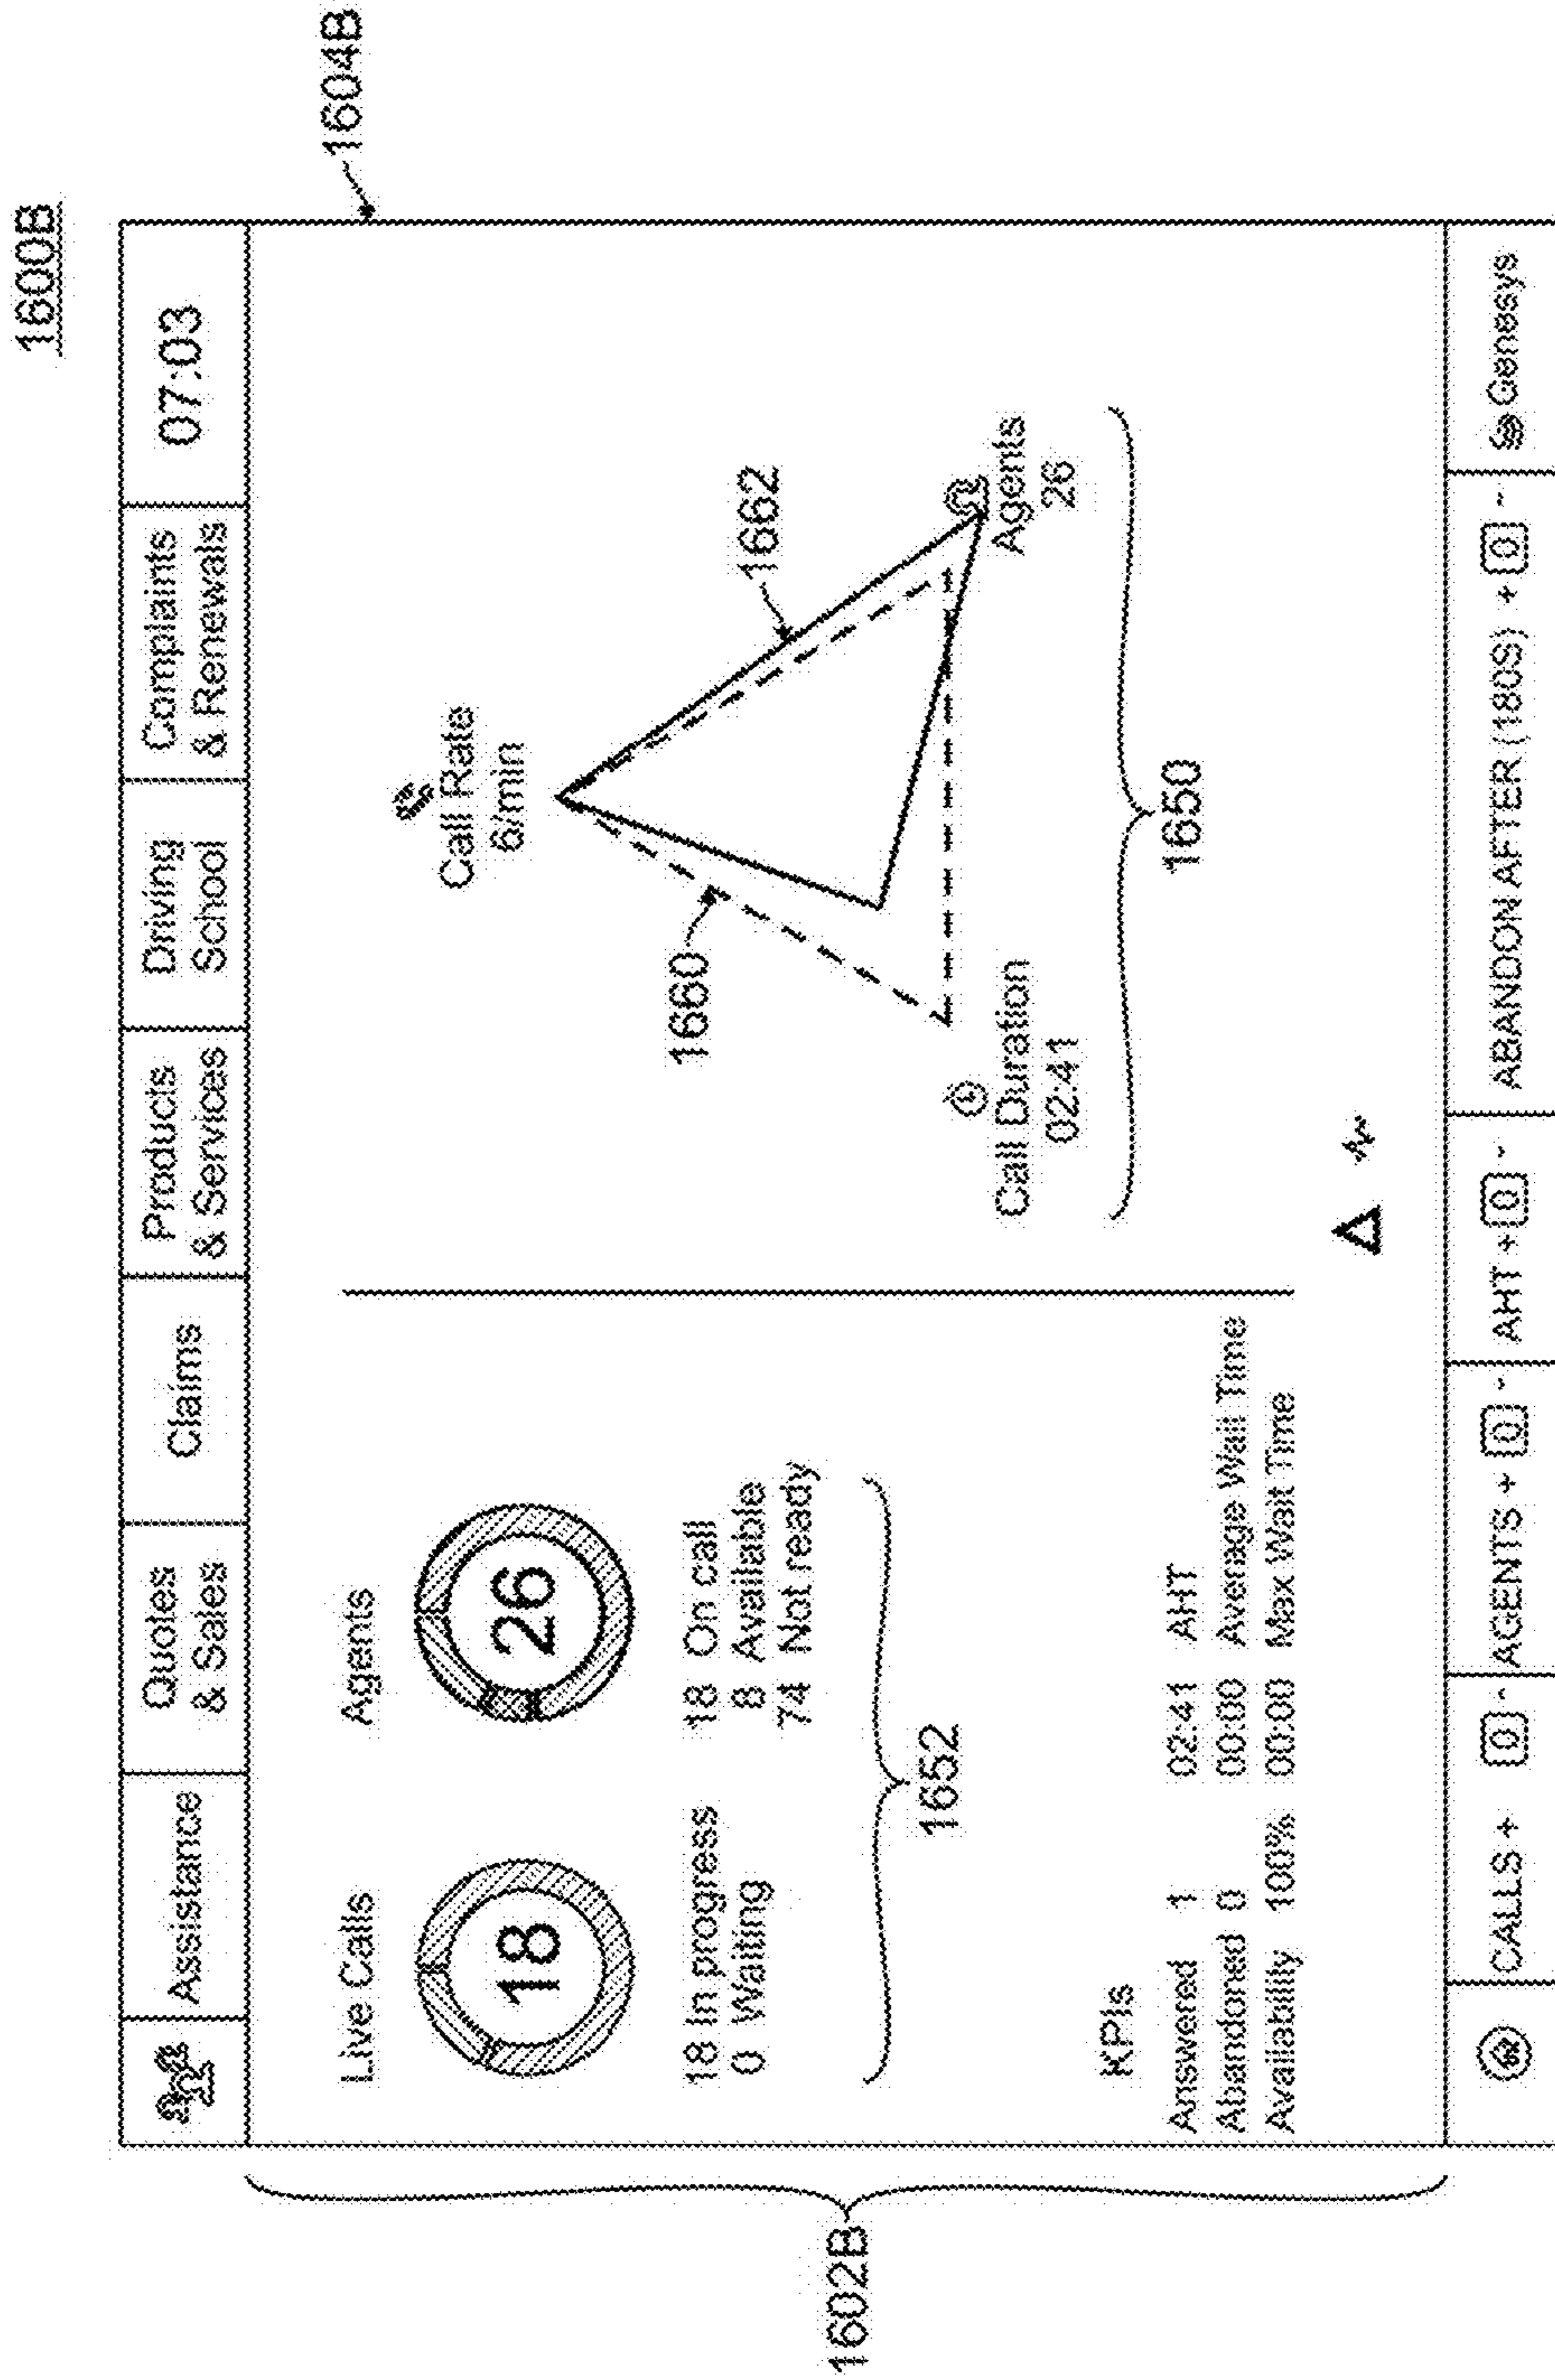 1600B
1604B
Assistance
Quotes
& Sales
Claims
Products
& Services
Driving
School
Complaints
& Renewals
07:03
1602B
Live Calls
18
18 In progress
0 Waiting
Agents
26
18 On call
8 Available
74 Not ready
1652
KPIs
Answered 1 02:41 AHT
Abandoned 0 00:00 Average Wait Time
Availability 100% 00:00 Max Wait Time
Call Rate
6/min
1660
1662
Call Duration
02:41
Agents
26
1650
CALLS + 0 -
AGENTS + 0 -
AHT + 0 -
ABANDON AFTER (180S) + 0 -
Genesys